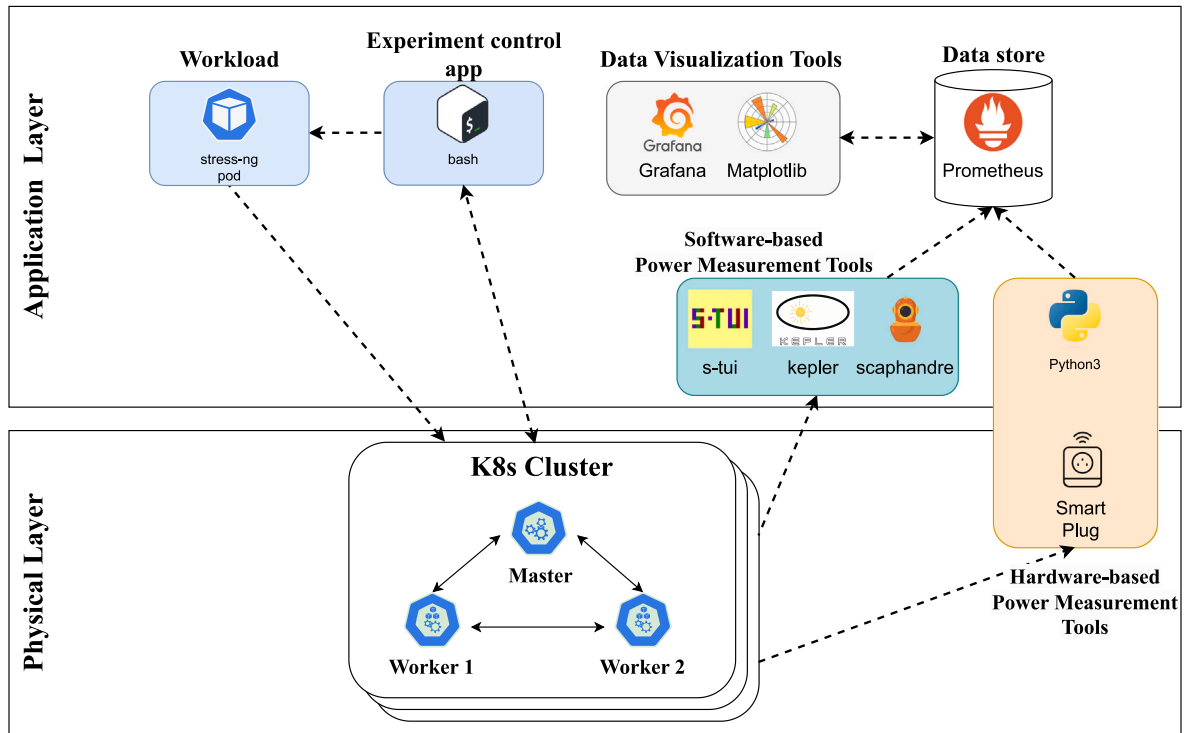 Application Layer
Workload
stress-ng
pod
Experiment control
app
$_
bash
Data Visualization Tools
Grafana
Grafana
Matplotlib
Data store
Prometheus
Software-based
Power Measurement Tools
S-TUI
s-tui
KEPLER
kepler
scaphandre
Python3
Smart
Plug
Hardware-based
Power Measurement
Tools
Physical Layer
K8s Cluster
Master
Worker 1
Worker 2